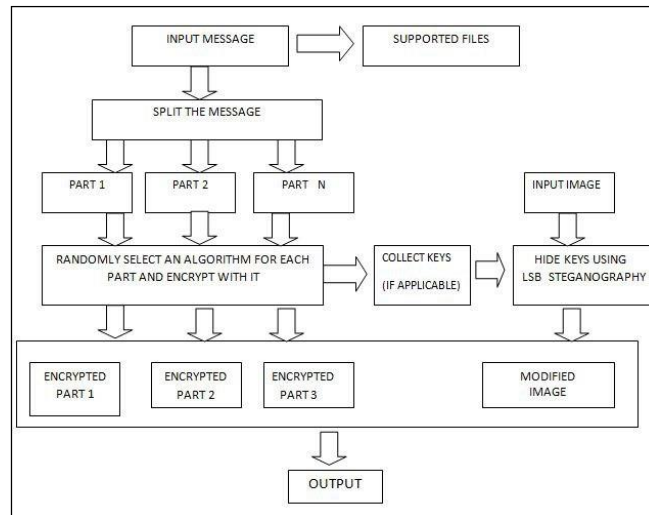 INPUT MESSAGE
SUPPORTED FILES
SPLIT THE MESSAGE
PART 1
PART 2
PART N
INPUT IMAGE
RANDOMLY SELECT AN ALGORITHM FOR EACH
PART AND ENCRYPT WITH IT
COLLECT KEYS
(IF APPLICABLE)
HIDE KEYS USING
LSB STEGANOGRAPHY
ENCRYPTED
PART 1
ENCRYPTED
PART 2
ENCRYPTED
PART 3
MODIFIED
IMAGE
OUTPUT